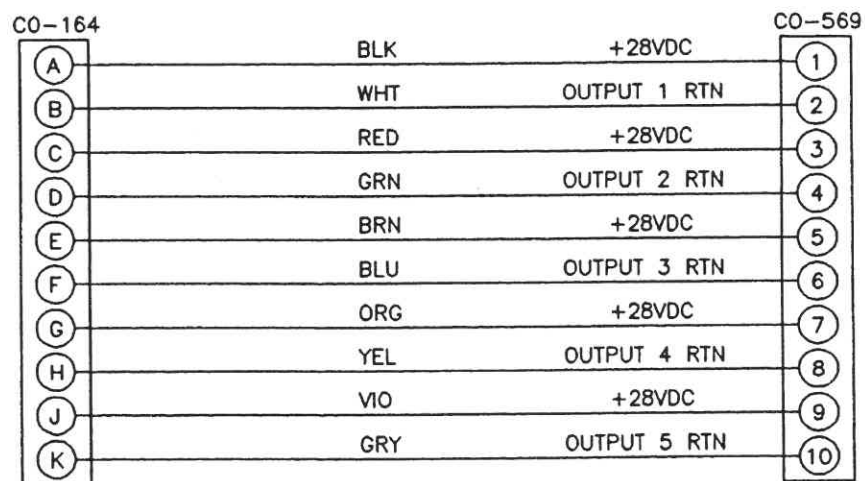 CO-164 CO-569
A BLK +28VDC 1
B WHT OUTPUT 1 RTN 2
C RED +28VDC 3
D GRN OUTPUT 2 RTN 4
E BRN +28VDC 5
F BLU OUTPUT 3 RTN 6
G ORG +28VDC 7
H YEL OUTPUT 4 RTN 8
J VIO +28VDC 9
K GRY OUTPUT 5 RTN 10